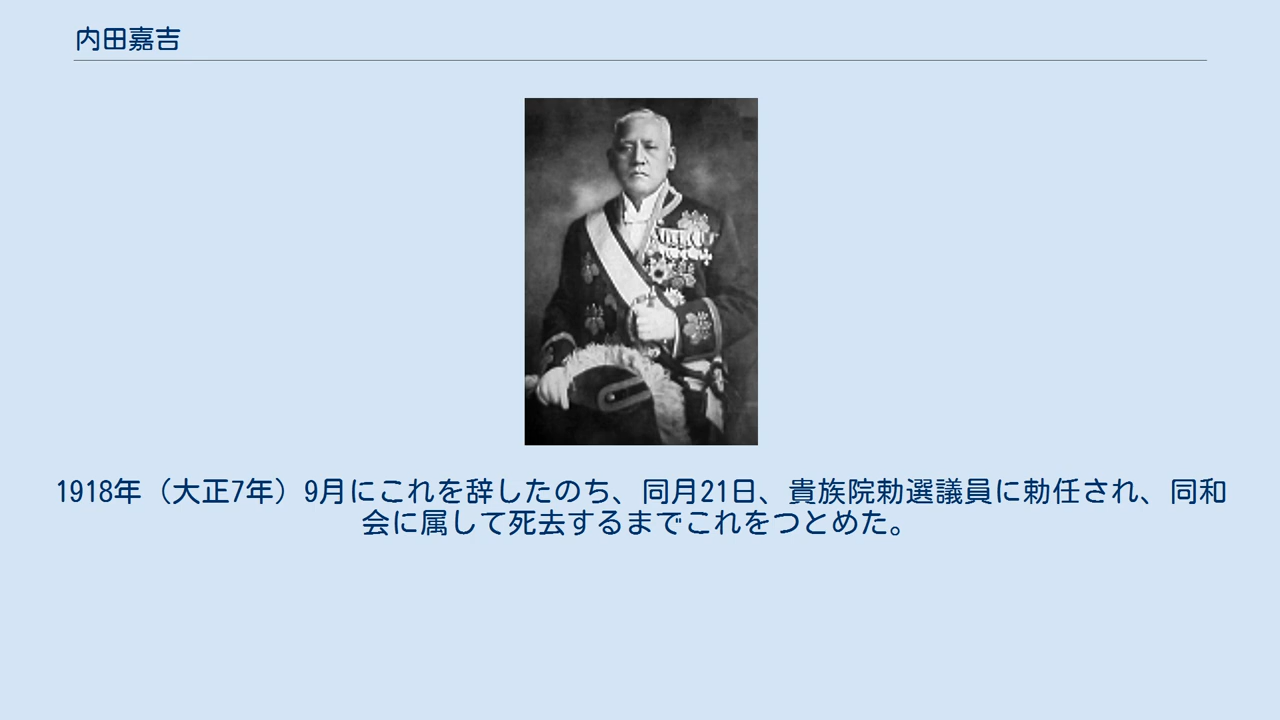 内田嘉吉
1918年（大正7年）9月にこれを辞したのち、同月21日、貴族院勅選議員に勅任され、同和
会に属して死去するまでこれをつとめた。